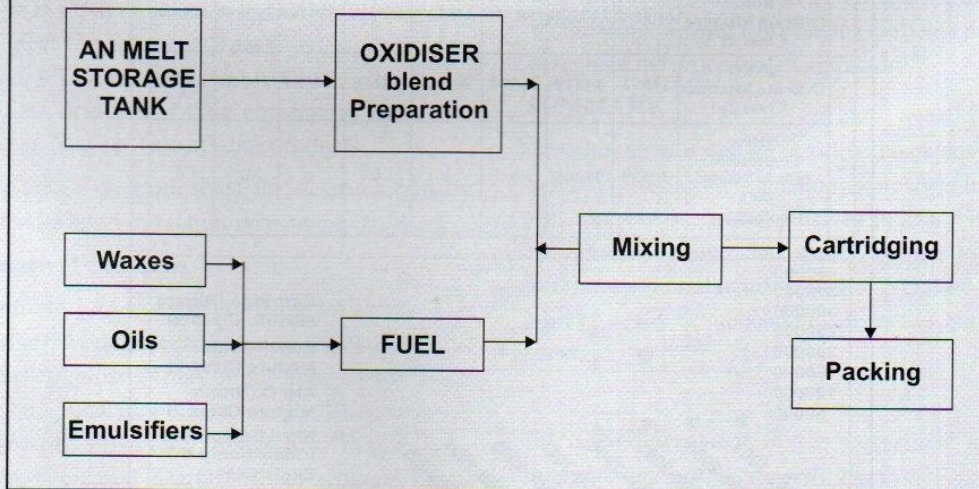 AN MELT
STORAGE
TANK
OXIDISER
blend
Preparation
Waxes
Oils
Emulsifiers
FUEL
Mixing
Cartridging
Packing